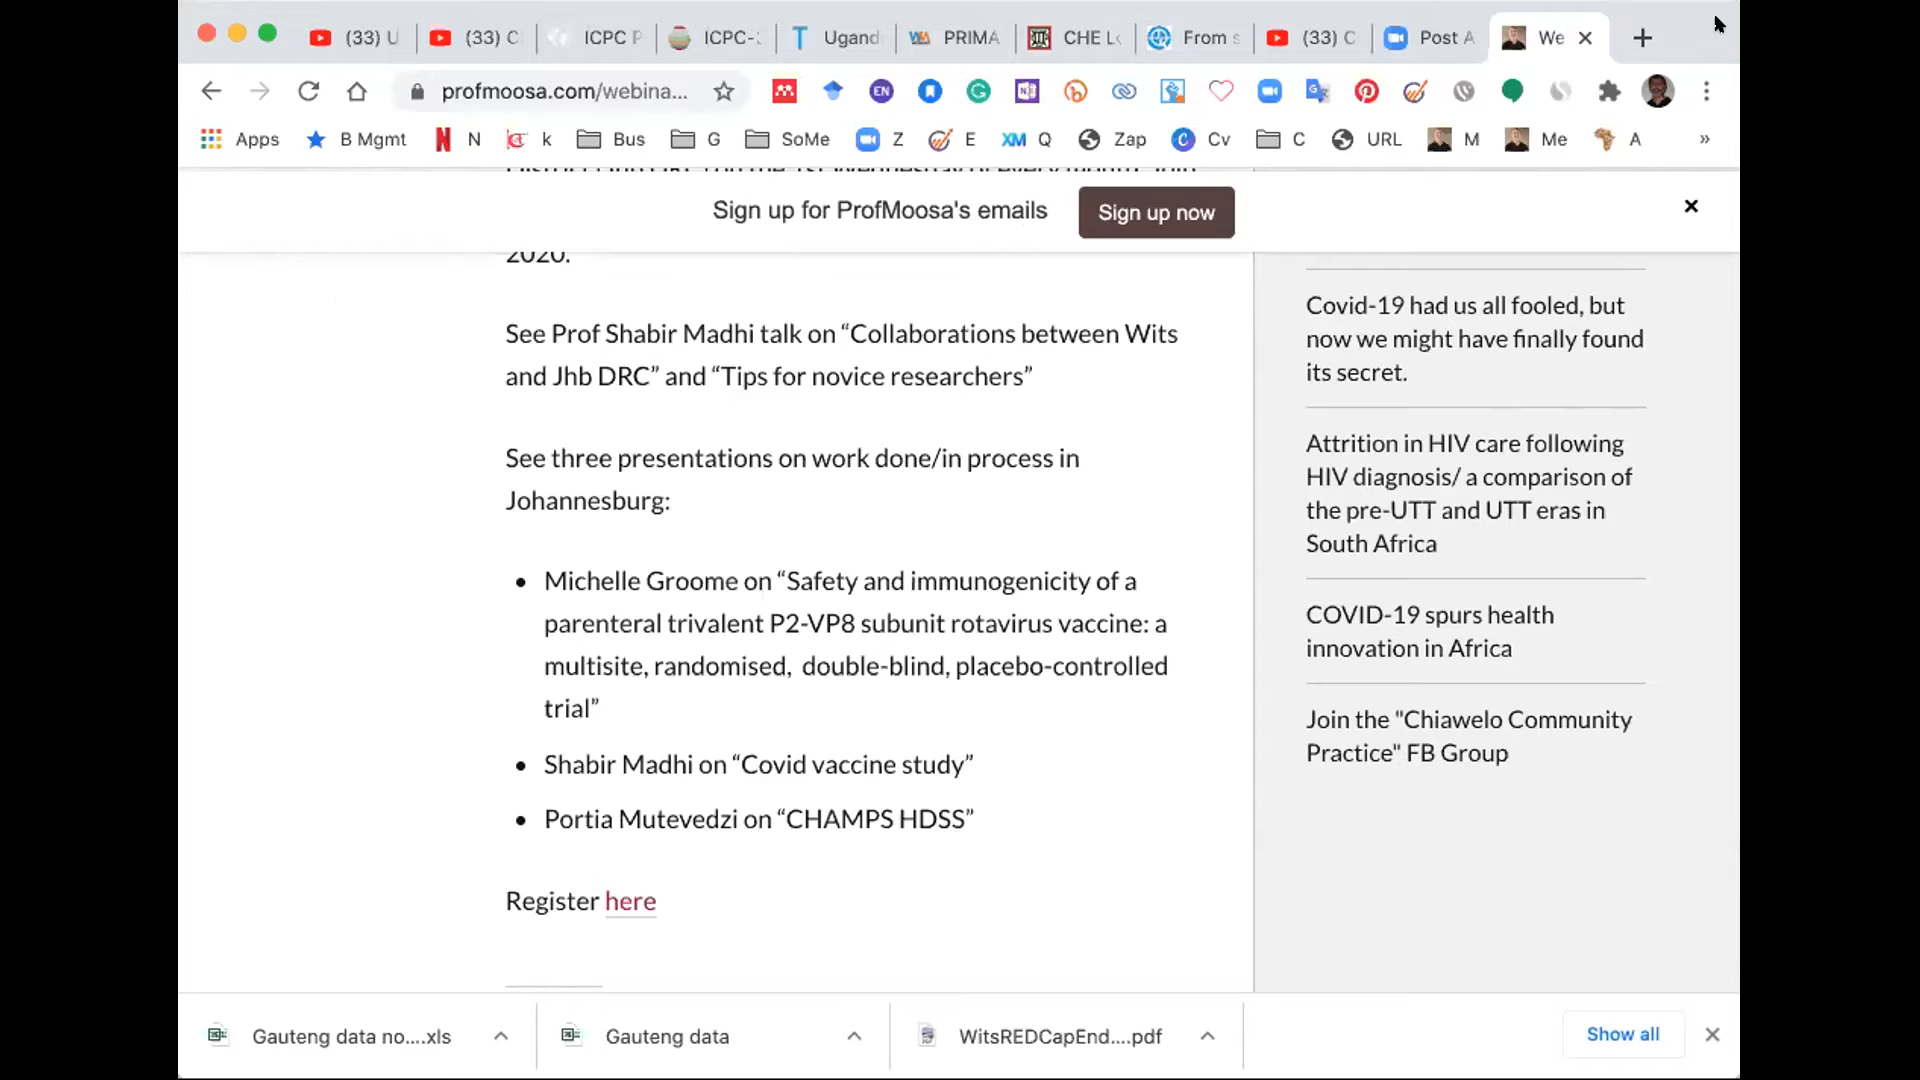 (33) U
(33) C
ICPC P
ICPC-2
Ugand
PRIMA
CHE Lo
From s
(33) C
Post A
We
profmoosa.com/webina...
Apps
B Mgmt
N
k
Bus
G
SoMe
Z
E
XM Q
Zap
Cv
C
URL
M
Me
A
»
Sign up for ProfMoosa's emails
Sign up now
2020.
See Prof Shabir Madhi talk on “Collaborations between Wits
and Jhb DRC” and “Tips for novice researchers”
See three presentations on work done/in process in
Johannesburg:
• Michelle Groome on “Safety and immunogenicity of a
parenteral trivalent P2-VP8 subunit rotavirus vaccine: a
multisite, randomised, double-blind, placebo-controlled
trial”
• Shabir Madhi on “Covid vaccine study”
• Portia Mutevedzi on “CHAMPS HDSS”
Register here
Covid-19 had us all fooled, but
now we might have finally found
its secret.
Attrition in HIV care following
HIV diagnosis/ a comparison of
the pre-UTT and UTT eras in
South Africa
COVID-19 spurs health
innovation in Africa
Join the "Chiawelo Community
Practice" FB Group
Gauteng data no....xls
Gauteng data
WitsREDCapEnd....pdf
Show all